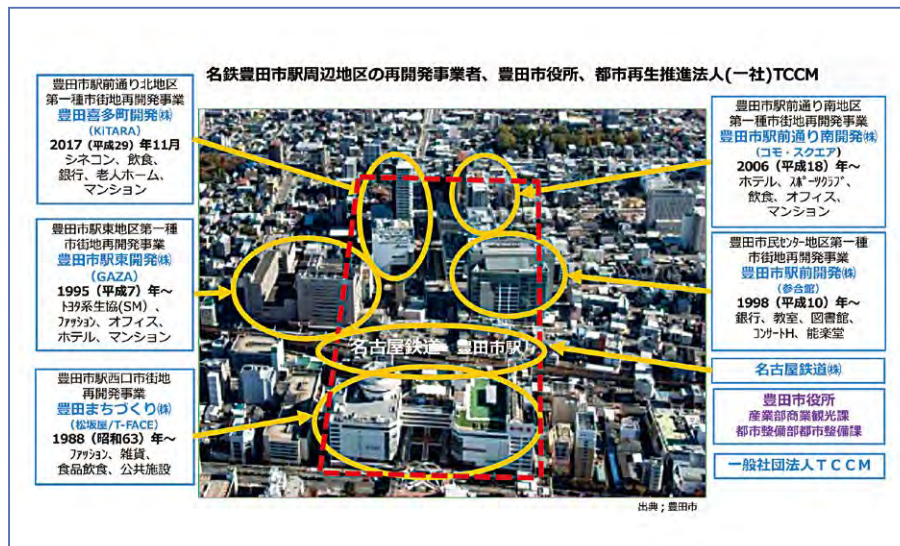 名鉄豊田市駅周辺地区の再開発事業者、豊田市役所、都市再生推進法人(一社)TCCM
豊田市駅前通り北地区
第一種市街地再開発事業
豊田喜多町開発㈱
(KiTARA)
2017（平成29）年11月
シネコン、飲食、
銀行、老人ホーム、
マンション
豊田市駅東地区第一種
市街地再開発事業
豊田市駅東開発㈱
(GAZA)
1995（平成7）年～
トヨタ系生協(SM)、
ファッション、オフィス、
ホテル、マンション
豊田市駅西口市街地
再開発事業
豊田まちづくり㈱
(松坂屋/T-FACE)
1988（昭和63）年～
ファッション、雑貨、
食品飲食、公共施設
名古屋鉄道 豊田市駅
豊田市駅前通り南地区
第一種市街地再開発事業
豊田市駅前通り南開発㈱
(コモ・スクエア)
2006（平成18）年～
ホテル、スポーツクラブ、
飲食、オフィス、
マンション
豊田市民センター地区第一種
市街地再開発事業
豊田市駅前開発㈱
(参合館)
1998（平成10）年～
銀行、教室、図書館、
コンサートH、能楽堂
名古屋鉄道㈱
豊田市役所
産業部商業観光課
都市整備部都市整備課
一般社団法人ＴＣＣＭ
出典；豊田市